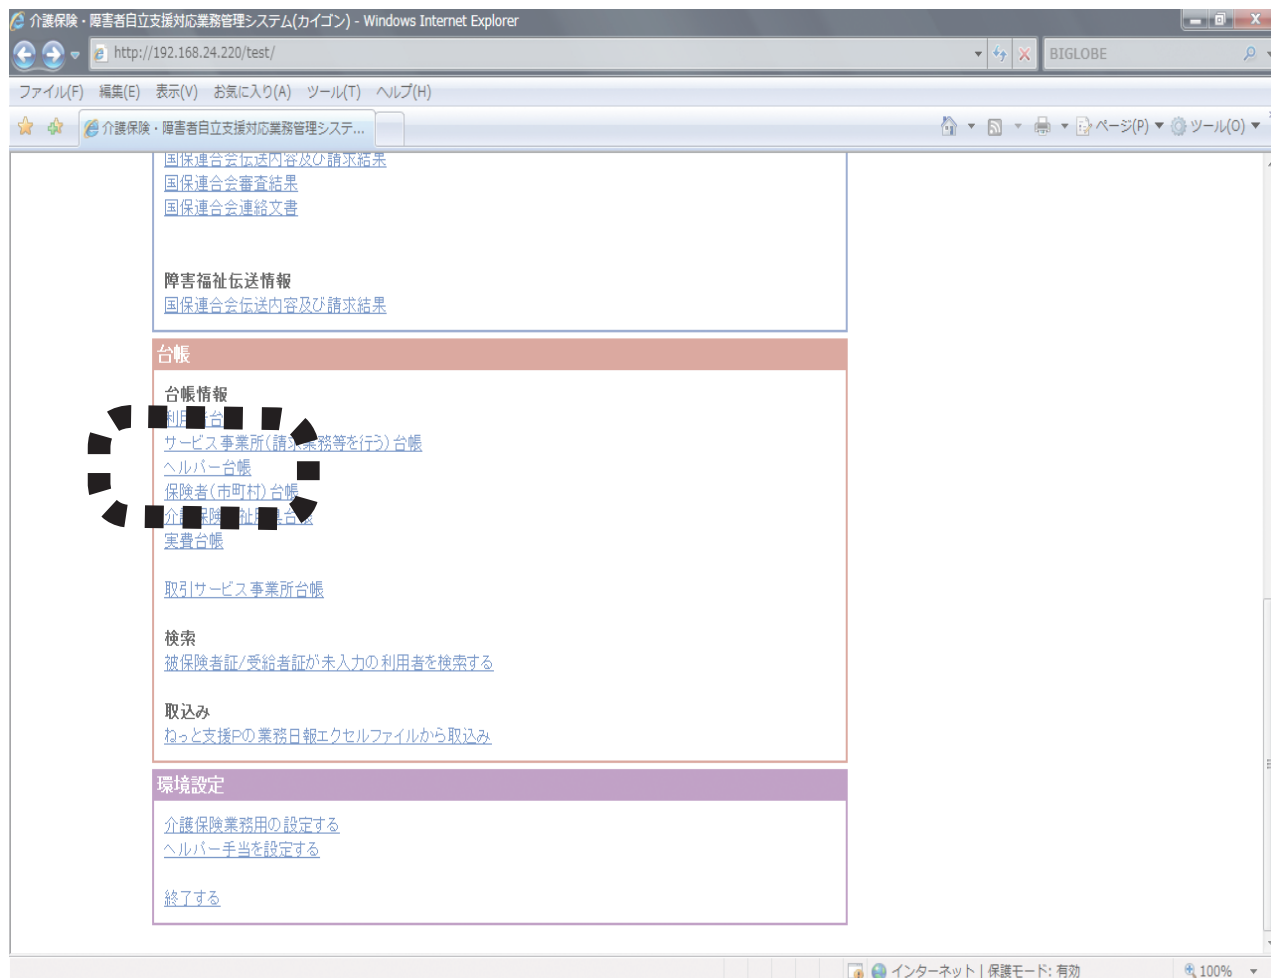 介護保険・障害者自立支援対応業務管理システム(カイゴン) - Windows Internet Explorer
http://192.168.24.220/test/
BIGLOBE
ファイル(F) 編集(E) 表示(V) お気に入り(A) ツール(T) ヘルプ(H)
介護保険・障害者自立支援対応業務管理システ...
ページ(P) ツール(O)
国保連合会伝送内容及び請求結果
国保連合会審査結果
国保連合会連絡文書
障害福祉伝送情報
国保連合会伝送内容及び請求結果
台帳
台帳情報
利用者台
サービス事業所(請求業務等を行う)台帳
ヘルパー台帳
保険者(市町村)台帳
介護保険福祉用具台帳
実費台帳
取引サービス事業所台帳
検索
被保険者証/受給者証が未入力の利用者を検索する
取込み
ねっと支援Pの業務日報エクセルファイルから取込み
環境設定
介護保険業務用の設定する
ヘルパー手当を設定する
終了する
インターネット | 保護モード: 有効
100%